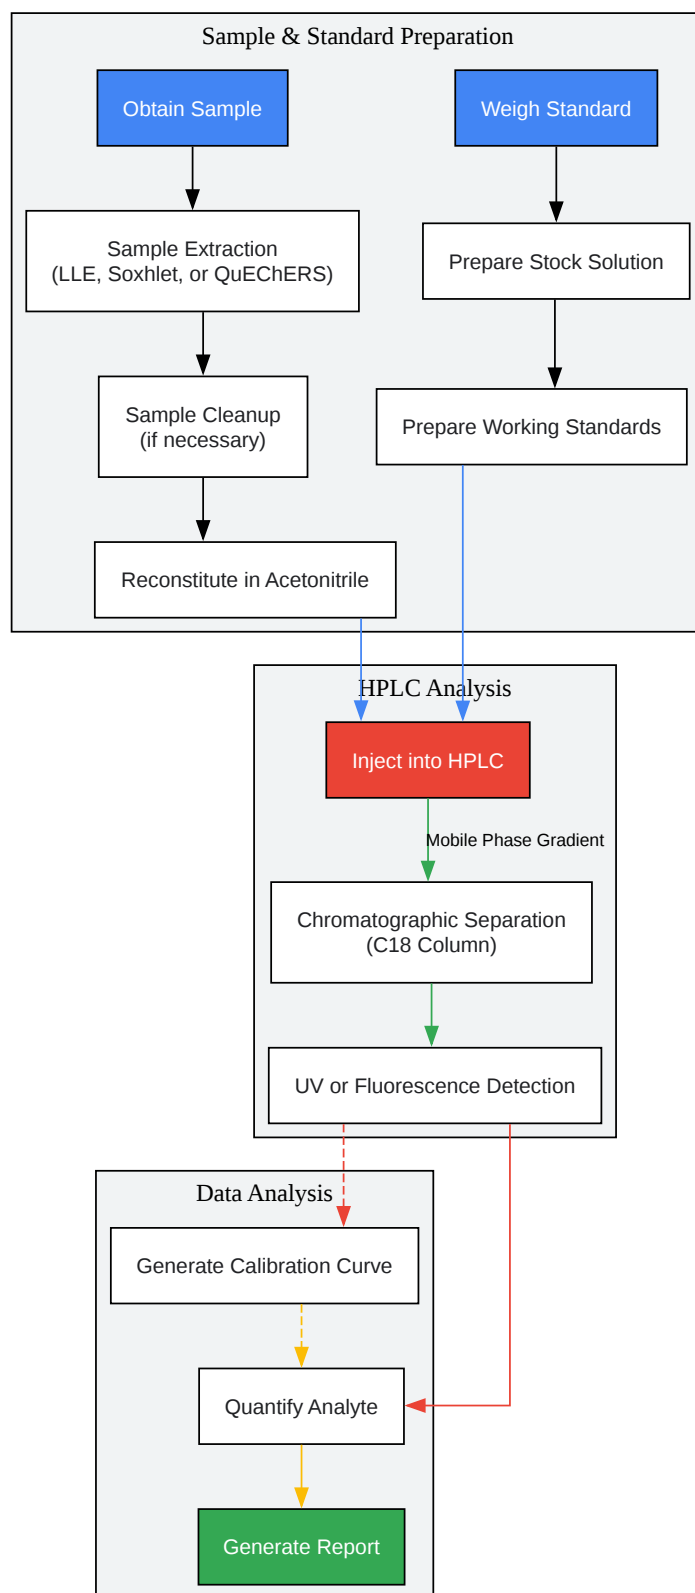 Sample & Standard Preparation
Obtain Sample
Weigh Standard
Sample Extraction
(LLE, Soxhlet, or QuEChERS)
Prepare Stock Solution
Sample Cleanup
(if necessary)
Prepare Working Standards
Reconstitute in Acetonitrile
HPLC Analysis
Inject into HPLC
Mobile Phase Gradient
Chromatographic Separation
(C18 Column)
UV or Fluorescence Detection
Data Analysis
Generate Calibration Curve
Quantify Analyte
Generate Report